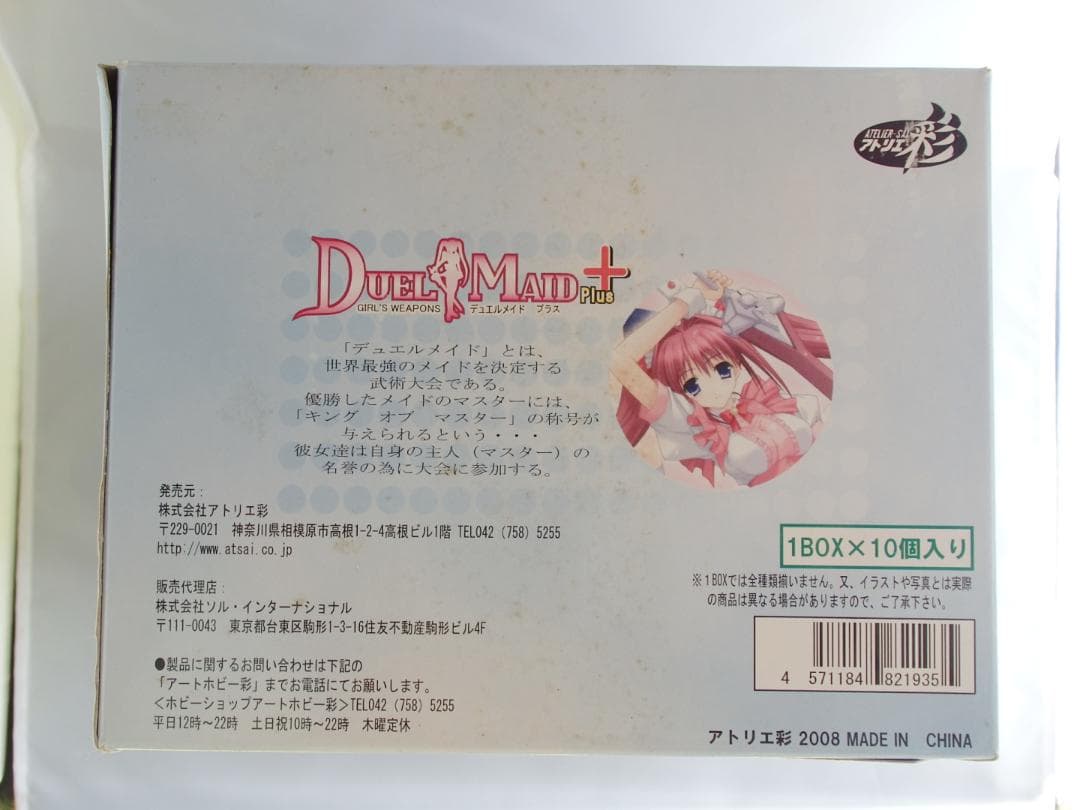 ATELIER-SAI
アトリエ彩
DUEL MAID Plus
GIRL'S WEAPONS デュエルメイド プラス
「デュエルメイド」とは、
世界最強のメイドを決定する
武術大会である。
優勝したメイドのマスターには、
「キング オブ マスター」の称号が
与えられるという・・・
彼女達は自身の主人（マスター）の
名誉の為に大会に参加する。
発売元：
株式会社アトリエ彩
〒229-0021 神奈川県相模原市高根1-2-4高根ビル1階 TEL042（758）5255
http://www.atsai.co.jp
販売代理店：
株式会社ソル・インターナショナル
〒111-0043 東京都台東区駒形1-3-16住友不動産駒形ビル4F
●製品に関するお問い合わせは下記の
「アートホビー彩」までお電話にてお願いします。
＜ホビーショップアートホビー彩＞TEL042（758）5255
平日12時～22時 土日祝10時～22時 木曜定休
1BOX×10個入り
※1BOXでは全種類揃いません。又、イラストや写真とは実際
の商品は異なる場合がありますので、ご了承下さい。
4 571184 821935
アトリエ彩 2008 MADE IN CHINA